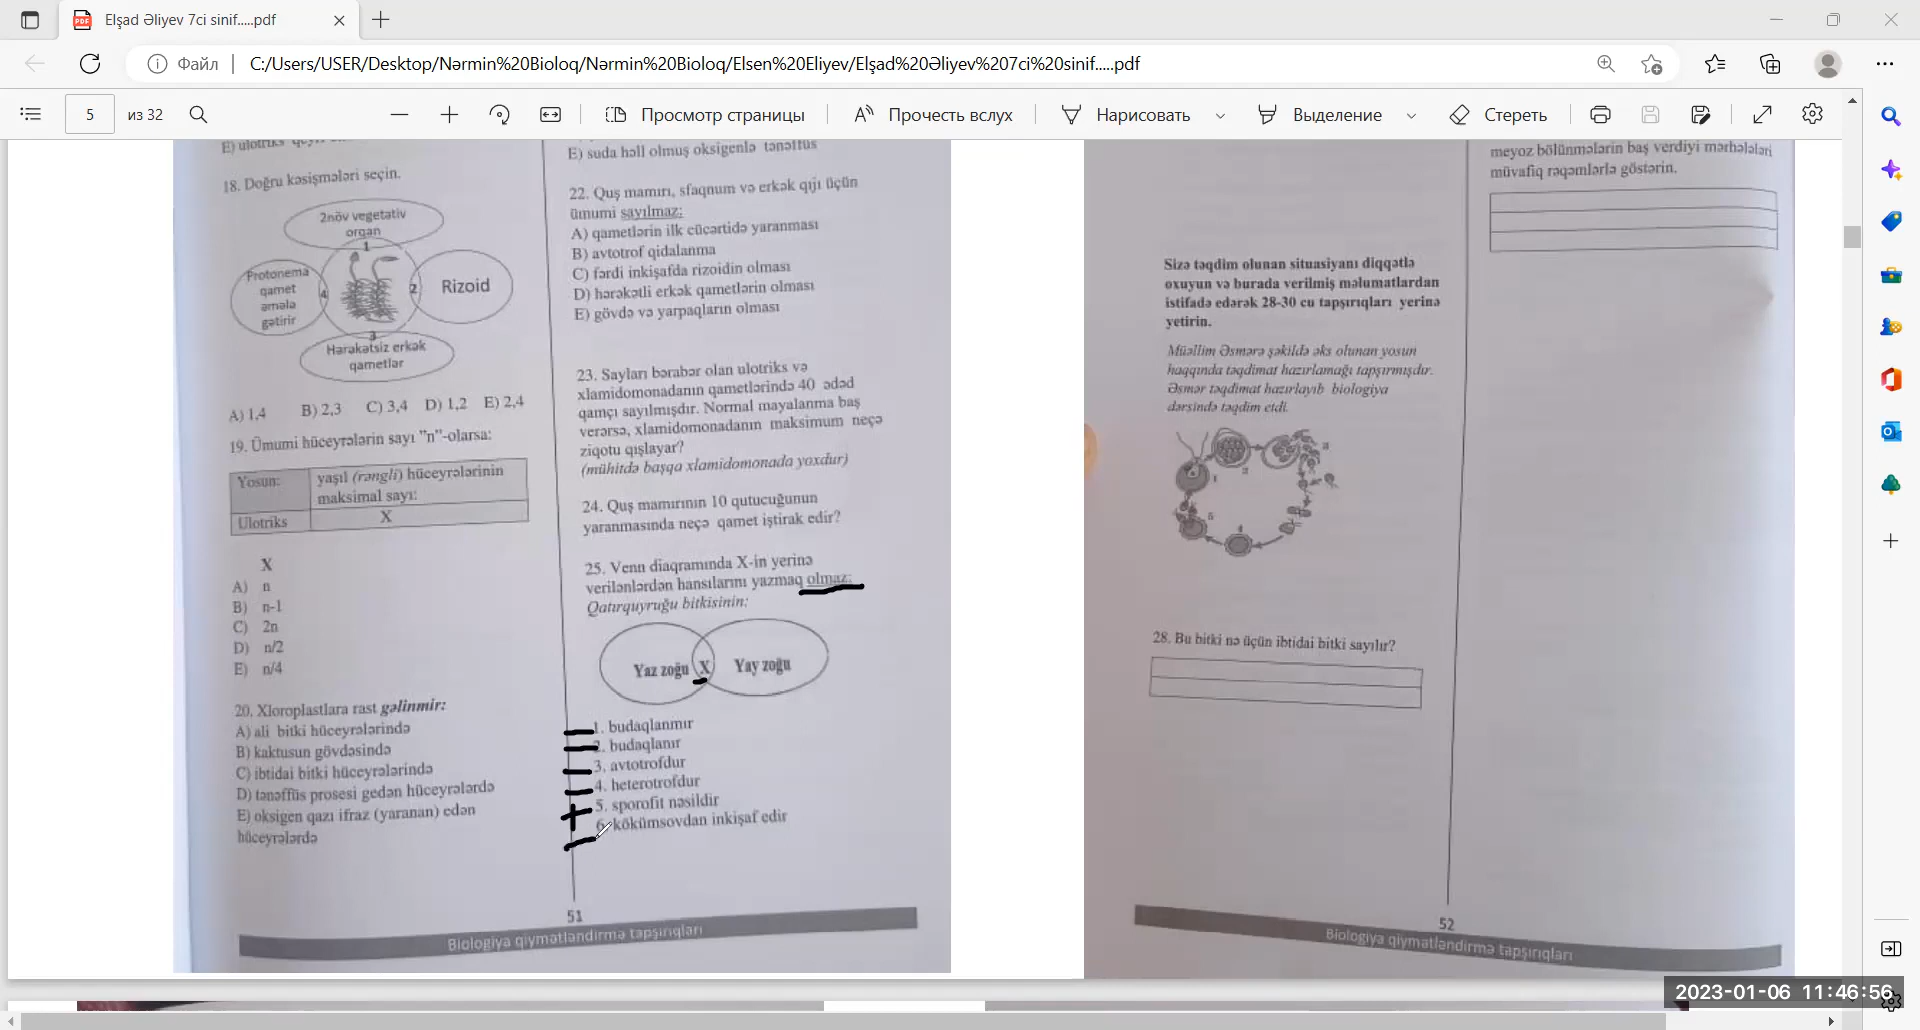 Elşad Əliyev 7ci sinif.....pdf
Файл
C:/Users/USER/Desktop/Nərmin%20Bioloq/Nərmin%20Bioloq/Elsen%20Eliyev/Elşad%20Əliyev%207ci%20sinif.....pdf
5 из 32
Просмотр страницы
Прочесть вслух
Нарисовать
Выделение
Стереть
18. Doğru kəsişmələri seçin.
2növ vegetativ
orqan
1
Protonema
qamet
əmələ
gətirir
4
2
Rizoid
3
Hərəkətsiz erkək
qametlər
A) 1,4 B) 2,3 C) 3,4 D) 1,2 E) 2,4
19. Ümumi hüceyrələrin sayı "n"-olarsa:
Yosun:
yaşıl (rəngli) hüceyrələrinin
maksimal sayı:
Ulotriks
X
X
A) n
B) n-1
C) 2n
D) n/2
E) n/4
20. Xloroplastlara rast gəlinmir:
A) ali bitki hüceyrələrində
B) kaktusun gövdəsində
C) ibtidai bitki hüceyrələrində
D) tənəffüs prosesi gedən hüceyrələrdə
E) oksigen qazı ifraz (yaranan) edən
hüceyrələrdə
E) suda həll olmuş oksigenlə tənəffüs
22. Quş mamırı, sfaqnum və erkək qıjı üçün
ümumi sayılmaz:
A) qametlərin ilk cücərtidə yaranması
B) avtotrof qidalanma
C) fərdi inkişafda rizoidin olması
D) hərəkətli erkək qametlərin olması
E) gövdə və yarpaqların olması
23. Sayları bərabər olan ulotriks və
xlamidomonadanın qametlərində 40 ədəd
qamçı sayılmışdır. Normal mayalanma baş
verərsə, xlamidomonadanın maksimum neçə
ziqotu qışlayar?
(mühitdə başqa xlamidomonada yoxdur)
24. Quş mamırının 10 qutucuğunun
yaranmasında neçə qamet iştirak edir?
25. Venn diaqramında X-in yerinə
verilənlərdən hansılarını yazmaq olmaz:
Qatırquyruğu bitkisinin:
Yaz zoğu
X
Yay zoğu
1. budaqlanmır
2. budaqlanır
3. avtotrofdur
4. heterotrofdur
5. sporofit nəsildir
6. kökümsovdan inkişaf edir
51
Biologiya qiymətləndirmə tapşırıqları
Sizə təqdim olunan situasiyanı diqqətlə
oxuyun və burada verilmiş məlumatlardan
istifadə edərək 28-30 cu tapşırıqları yerinə
yetirin.
Müəllim Əsmərə şəkildə əks olunan yosun
haqqında təqdimat hazırlamağı tapşırmışdır.
Əsmər təqdimat hazırlayıb biologiya
dərsində təqdim etdi.
1
2
3
4
5
28. Bu bitki nə üçün ibtidai bitki sayılır?
meyoz bölünmələrin baş verdiyi mərhələləri
müvafiq rəqəmlərlə göstərin.
52
Biologiya qiymətləndirmə tapşırıqları
2023-01-06 11:46:56